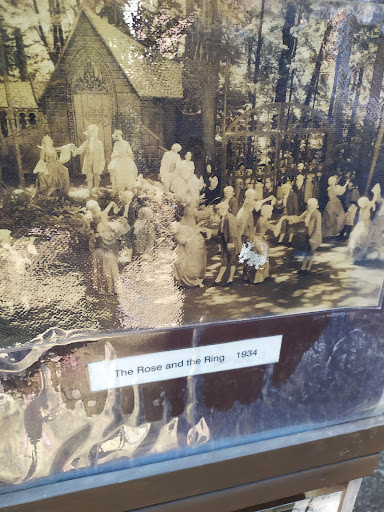 The Rose and the Ring 1934